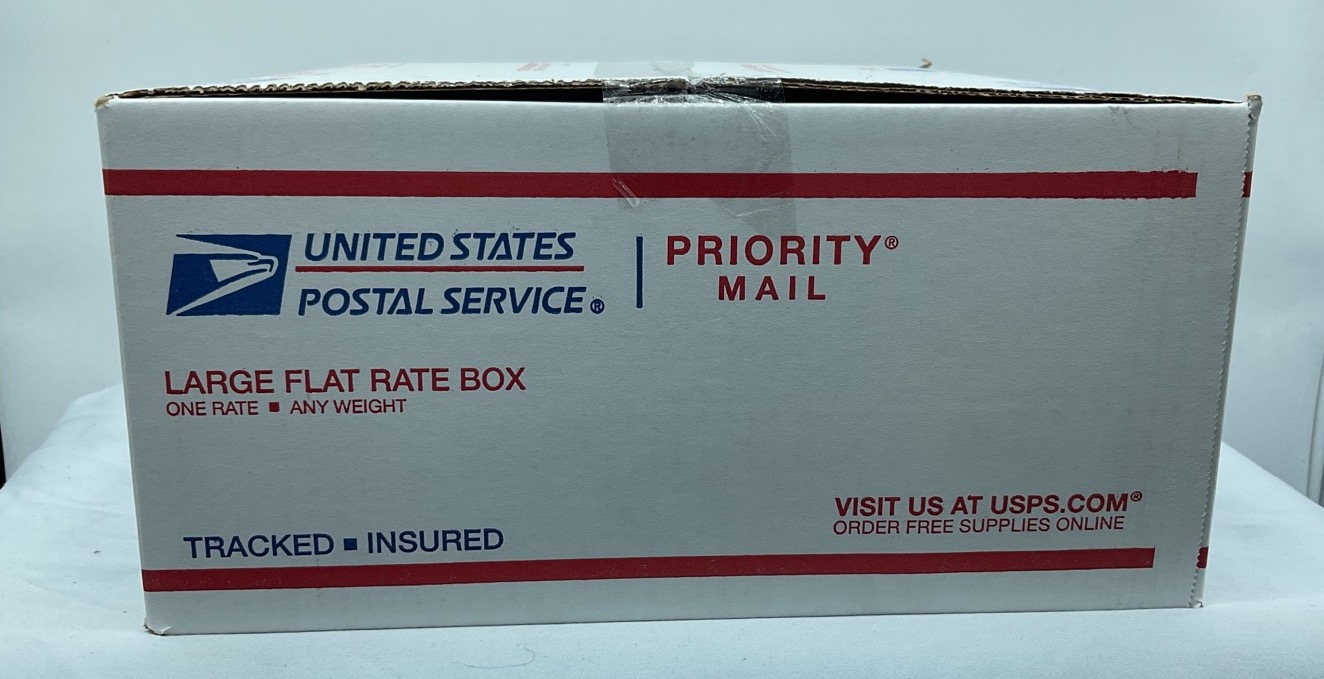 UNITED STATES
POSTAL SERVICE®
PRIORITY®
MAIL
LARGE FLAT RATE BOX
ONE RATE ■ ANY WEIGHT
TRACKED ■ INSURED
VISIT US AT USPS.COM®
ORDER FREE SUPPLIES ONLINE